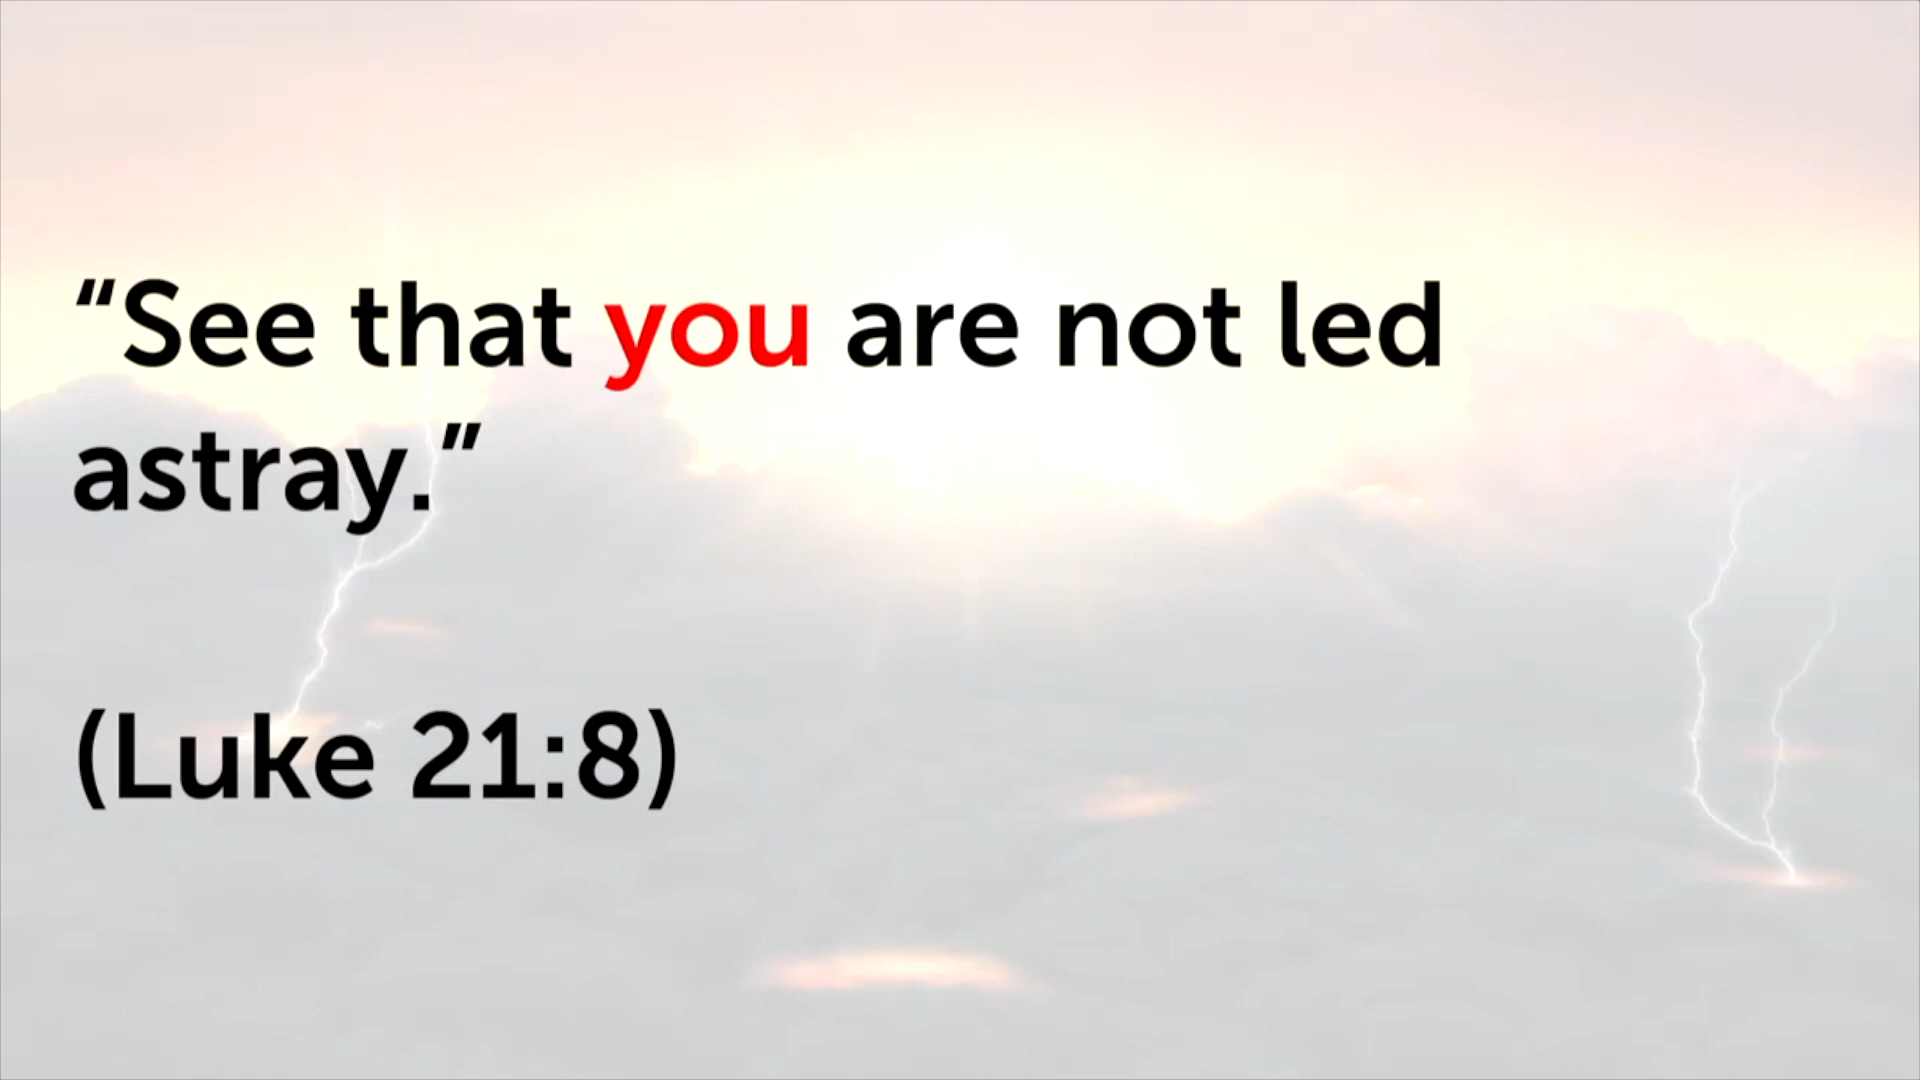 “See that you are not led
astray.”
(Luke 21:8)